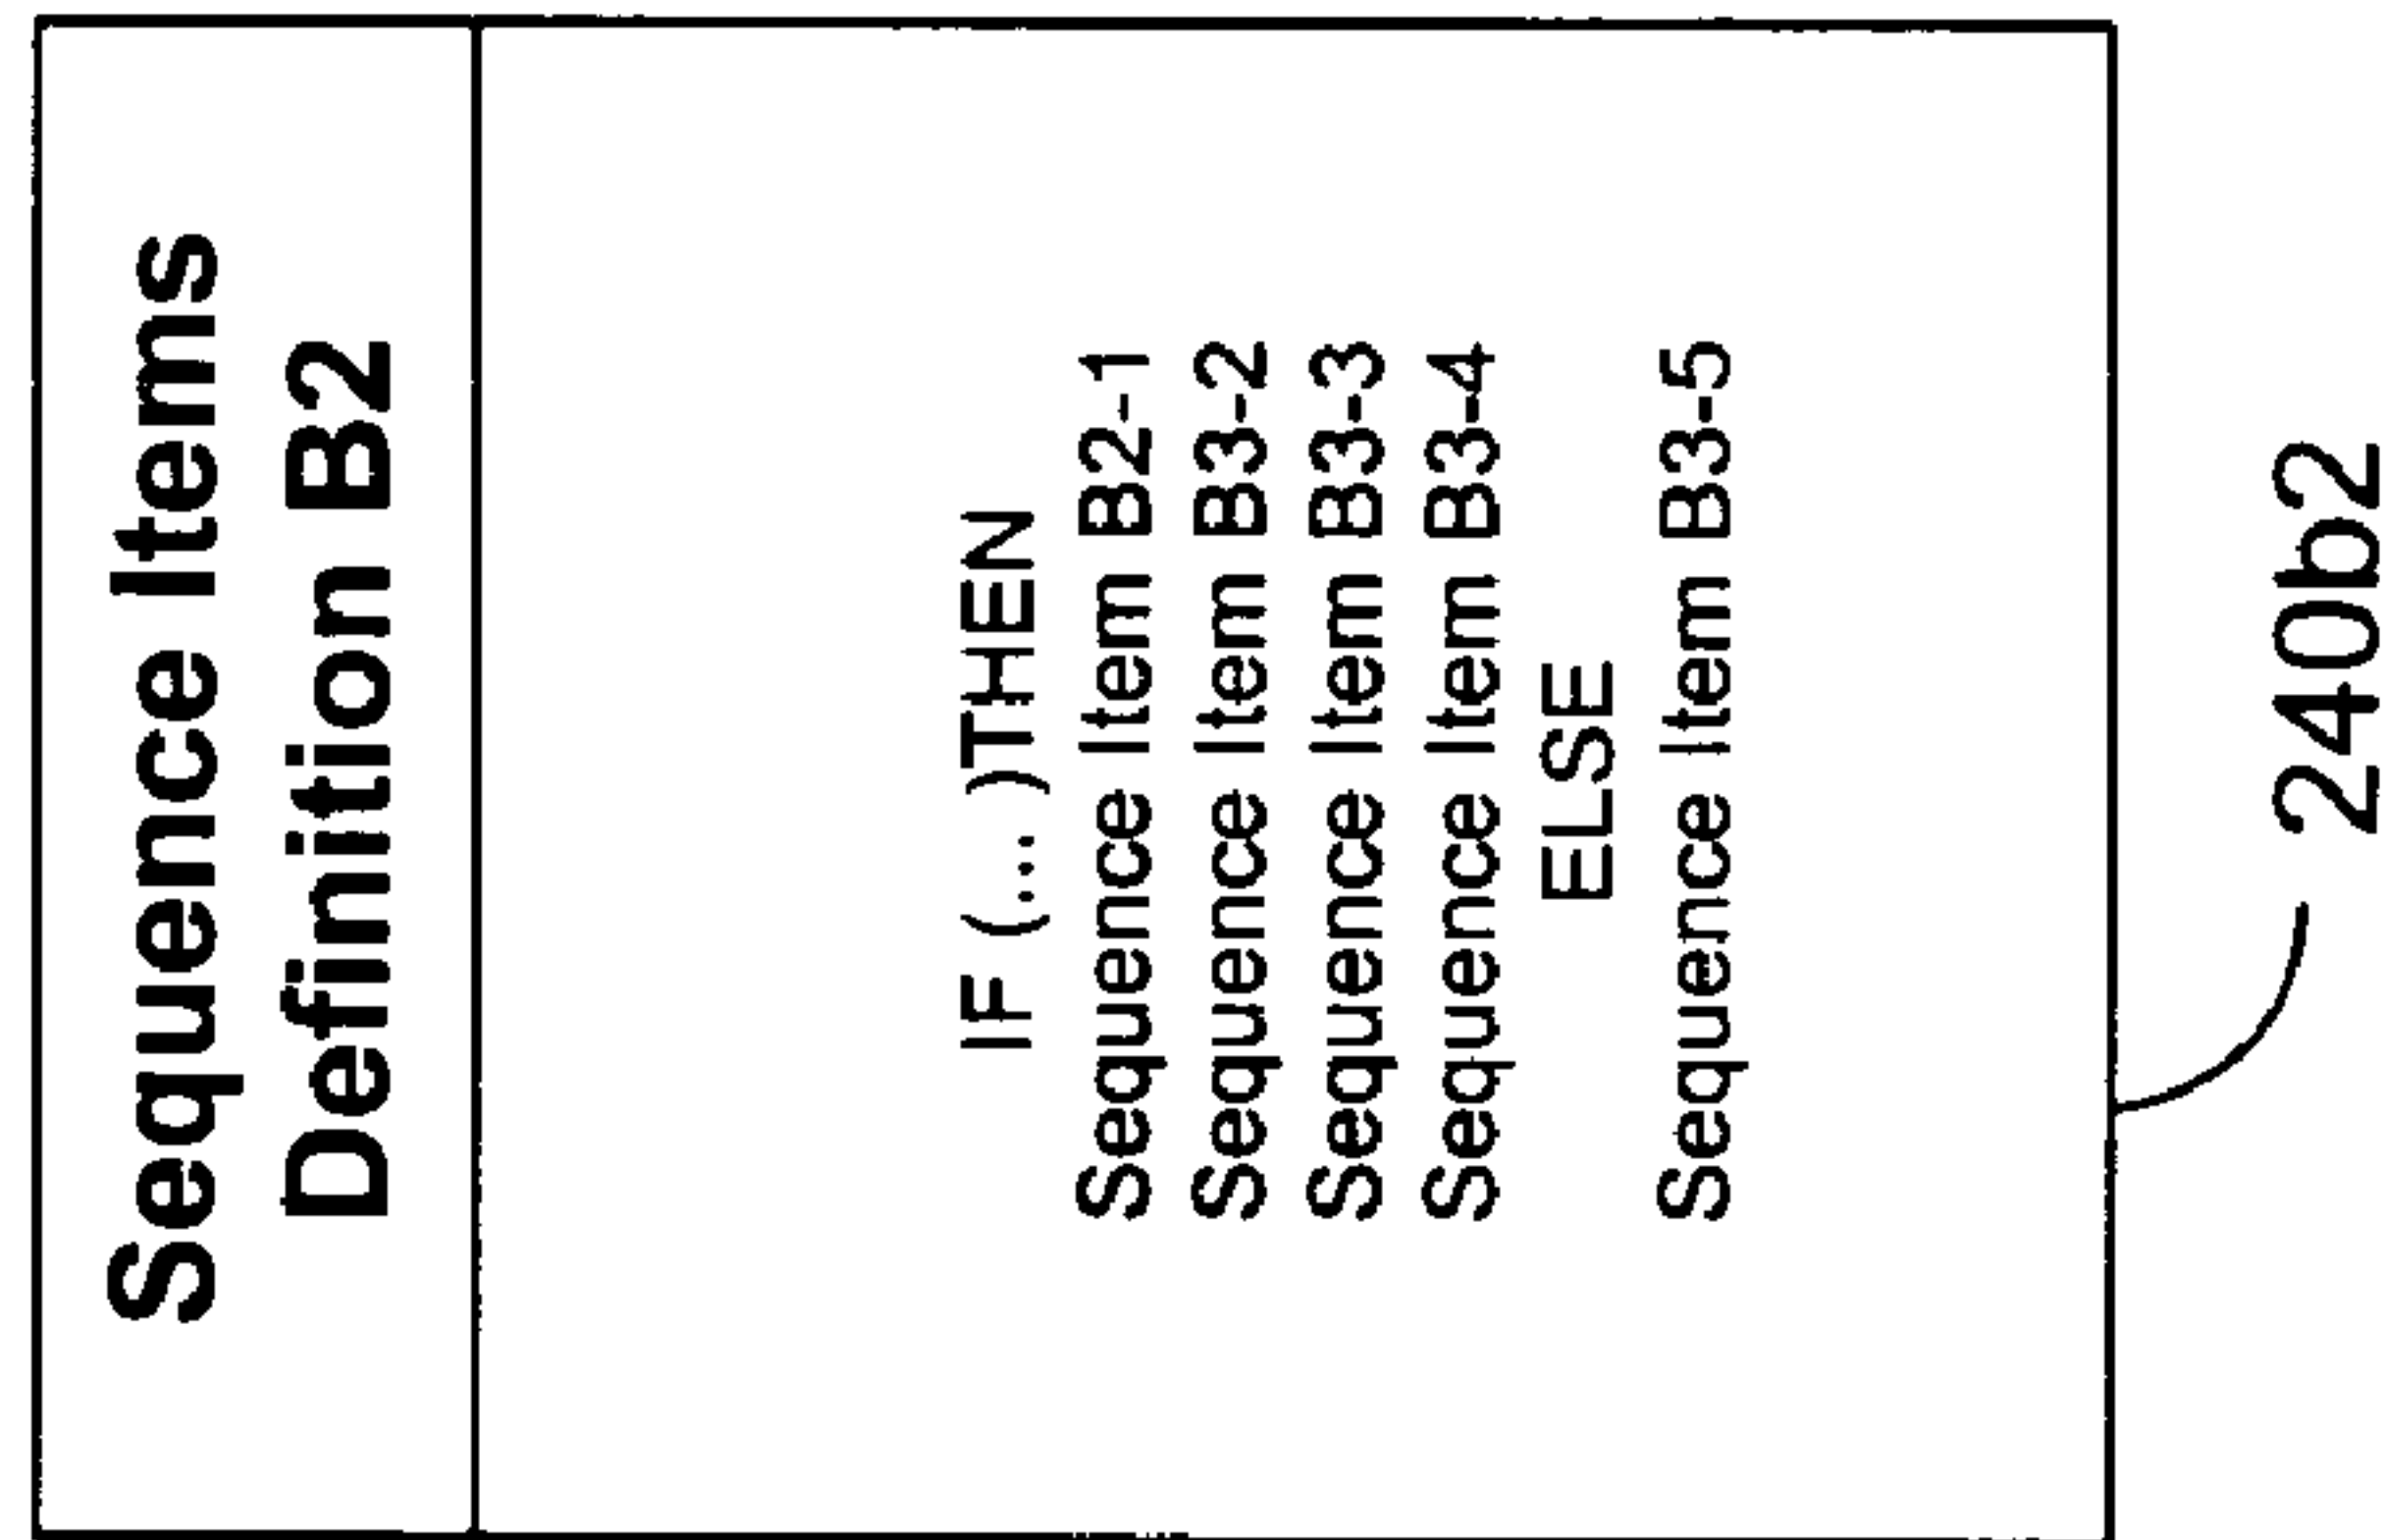 Sequence Items
Definition B2
IF (... )THEN
Sequence Item B2-1
Sequence Item B3-2
Sequence Item B3-3
Sequence Item B3-4
ELSE
Sequence Item B3-5
240b2